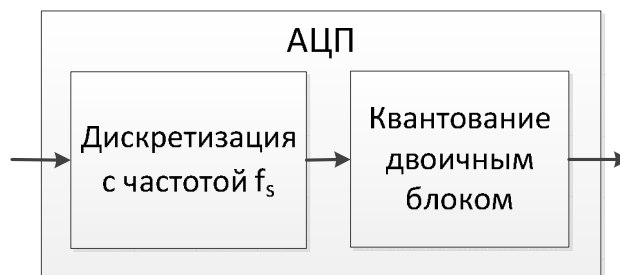 АЦП
Дискретизация
с частотой fₛ
Квантование
двоичным
блоком